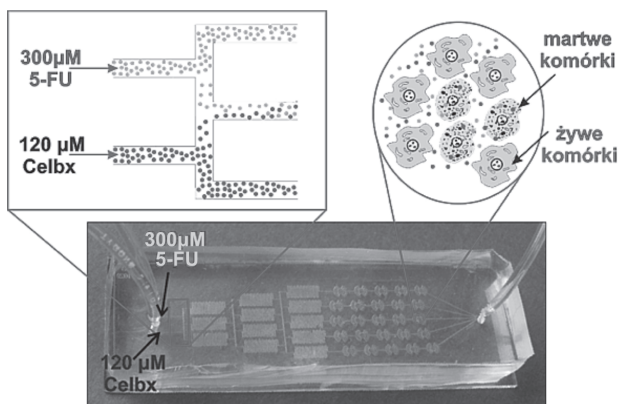 300µM
5-FU
120 µM
Celbx
martwe
komórki
żywe
komórki
300µM
5-FU
120 µM
Celbx